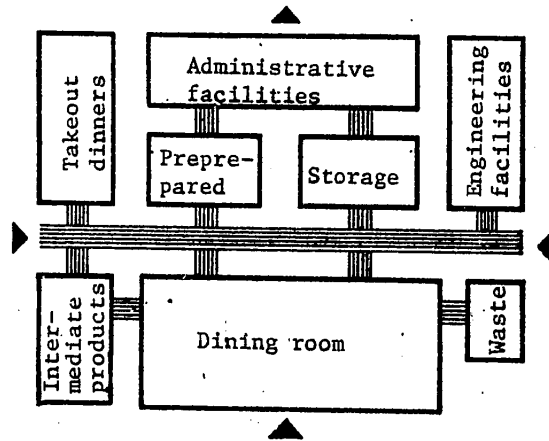 Takeout
dinners
Administrative
facilities
Engineering
facilities
Prepre-
pared
Storage
Inter-
mediate
products
Dining room
Waste